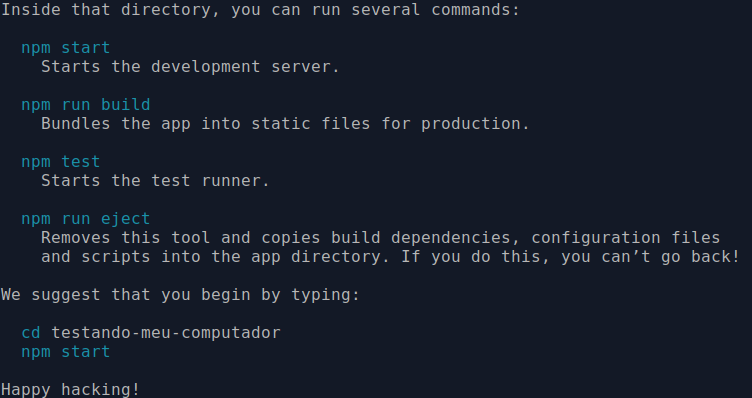 Inside that directory, you can run several commands:
npm start
Starts the development server.
npm run build
Bundles the app into static files for production.
npm test
Starts the test runner.
npm run eject
Removes this tool and copies build dependencies, configuration files
and scripts into the app directory. If you do this, you can’t go back!
We suggest that you begin by typing:
cd testando-meu-computador
npm start
Happy hacking!